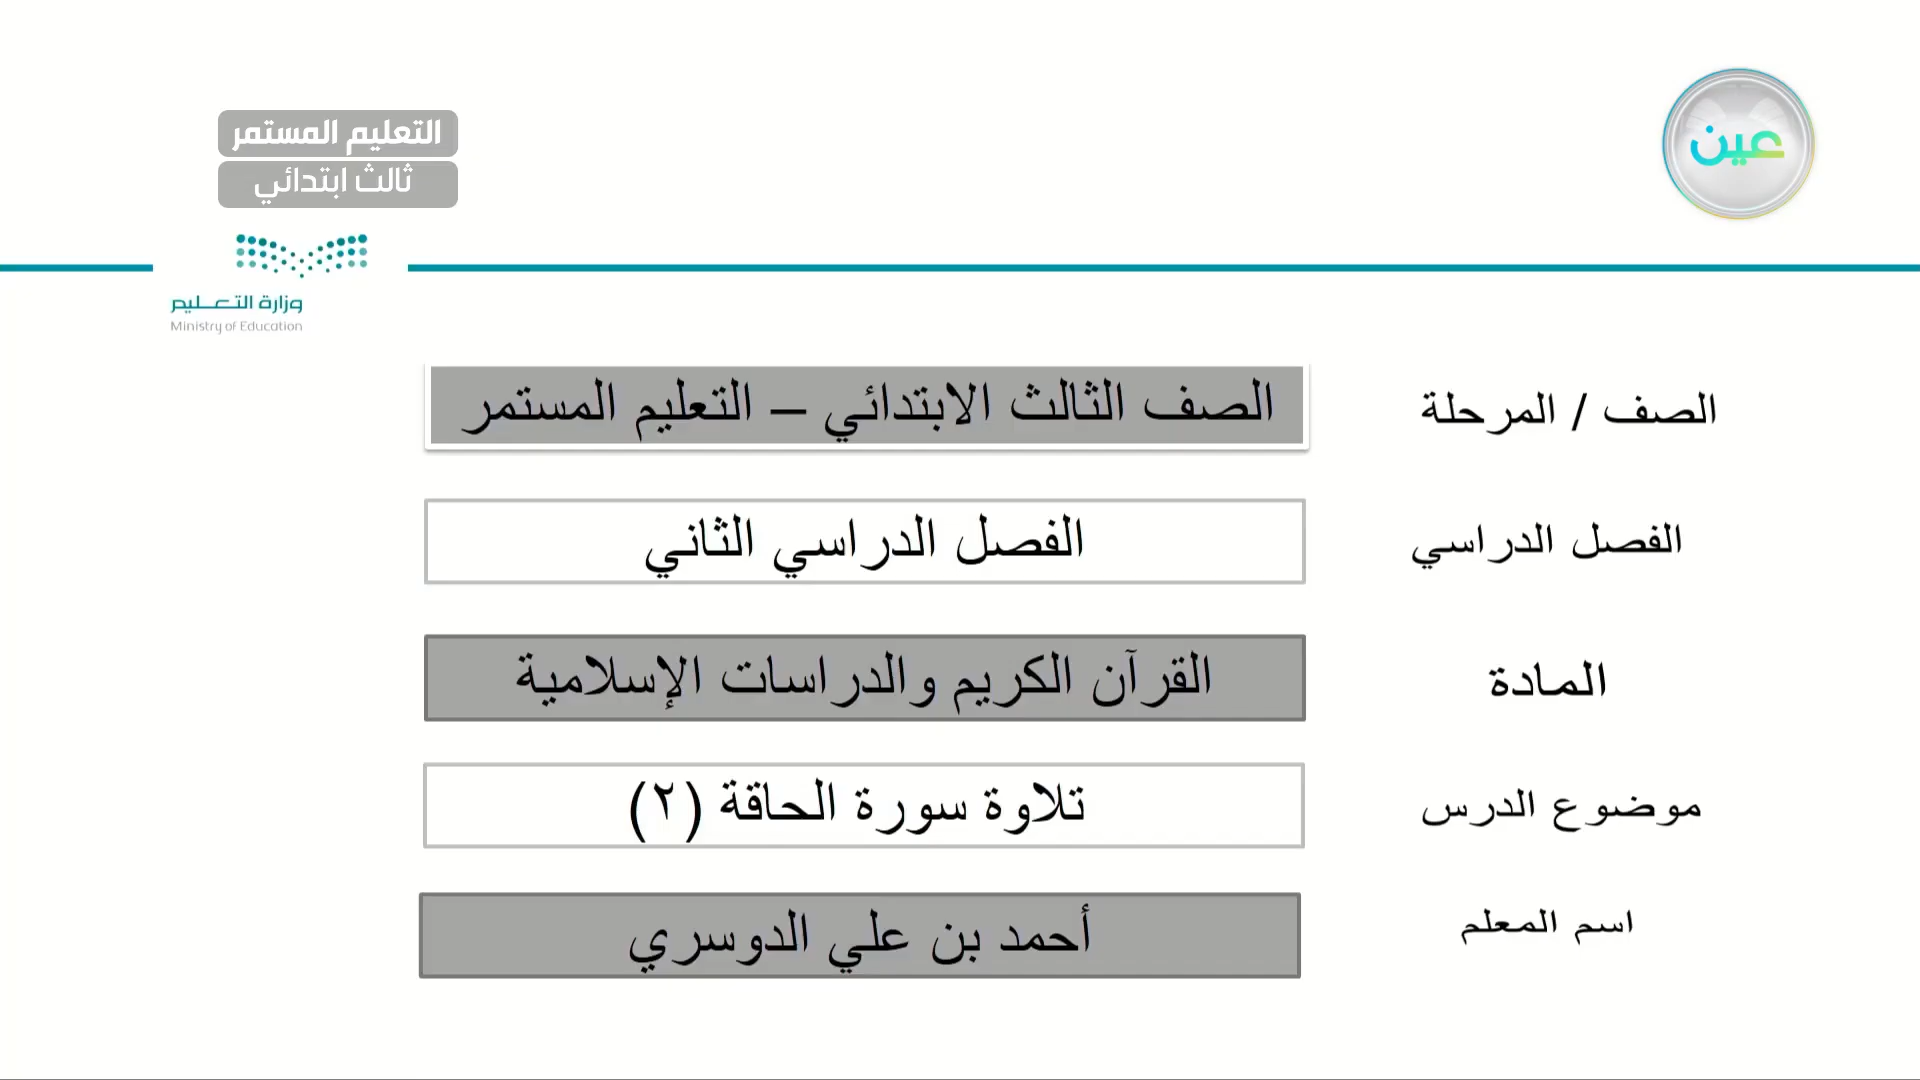 عين
التعليم المستمر
ثالث ابتدائي
وزارة التعليم
Ministry of Education
الصف / المرحلة
الصف الثالث الابتدائي – التعليم المستمر
الفصل الدراسي
الفصل الدراسي الثاني
المادة
القرآن الكريم والدراسات الإسلامية
موضوع الدرس
تلاوة سورة الحاقة (٢)
اسم المعلم
أحمد بن علي الدوسري